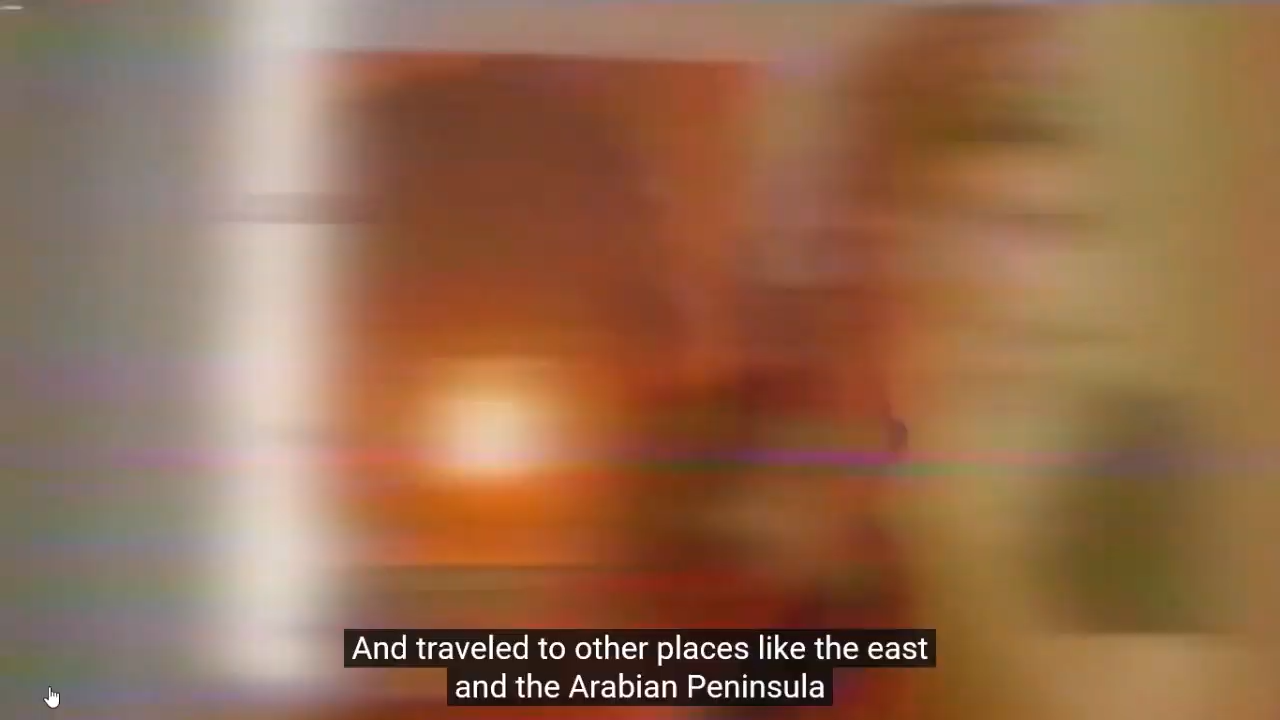 And traveled to other places like the east
and the Arabian Peninsula